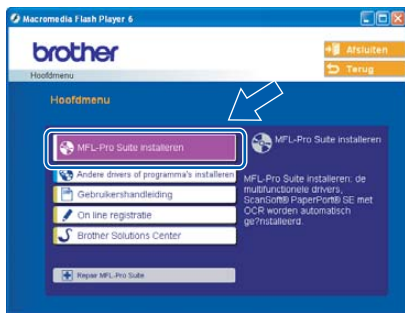 Macromedia Flash Player 6
brother
Afsluiten
Terug
Hoofdmenu
Hoofdmenu
MFL-Pro Suite installeren
Andere drivers of programma's installeren
Gebruikershandleiding
On line registratie
Brother Solutions Center
Repair MFL-Pro Suite
MFL-Pro Suite installeren
MFL-Pro Suite installeren: de
multifunctionele drivers,
ScanSoft® PaperPort® SE met
OCR worden automatisch
ge?nstalleerd.